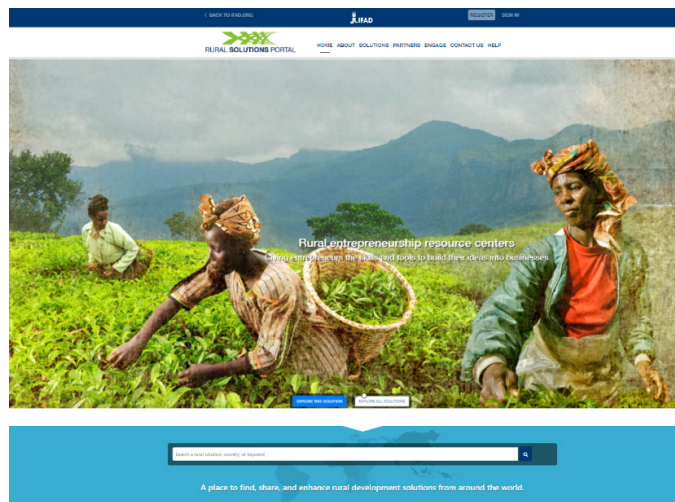 < BACK TO IFAD.ORG
JLIFAD
REGISTER SIGN IN
RURAL SOLUTIONS PORTAL
HOME ABOUT SOLUTIONS PARTNERS ENGAGE CONTACT US HELP
Rural entrepreneurship resource centers
Giving entrepreneurs the skills and tools to build their ideas into businesses
EXPLORE THIS SOLUTION EXPLORE ALL SOLUTIONS
Search a rural solution, country, or keyword
A place to find, share, and enhance rural development solutions from around the world.